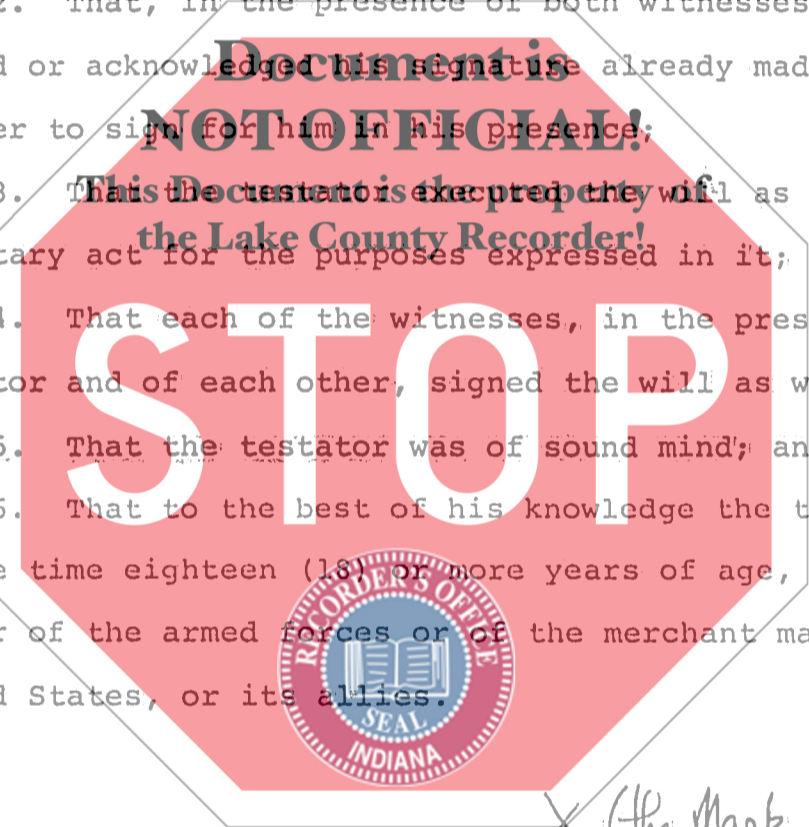 2. That, in the presence of both witnesses
Document is
d or acknowledged his signature already mad
NOT OFFICIAL!
er to sign for him in his presence;
This Document is the property of
3. That the testator executed the will as
the Lake County Recorder!
tary act for the purposes expressed in it;
4. That each of the witnesses, in the pres
STOP
tor and of each other, signed the will as w
5. That the testator was of sound mind; an
6. That to the best of his knowledge the t
e time eighteen (18) or more years of age,
RECORDER'S OFFICE
r of the armed forces or of the merchant ma
d States, or its allies.
SEAL
INDIANA
X